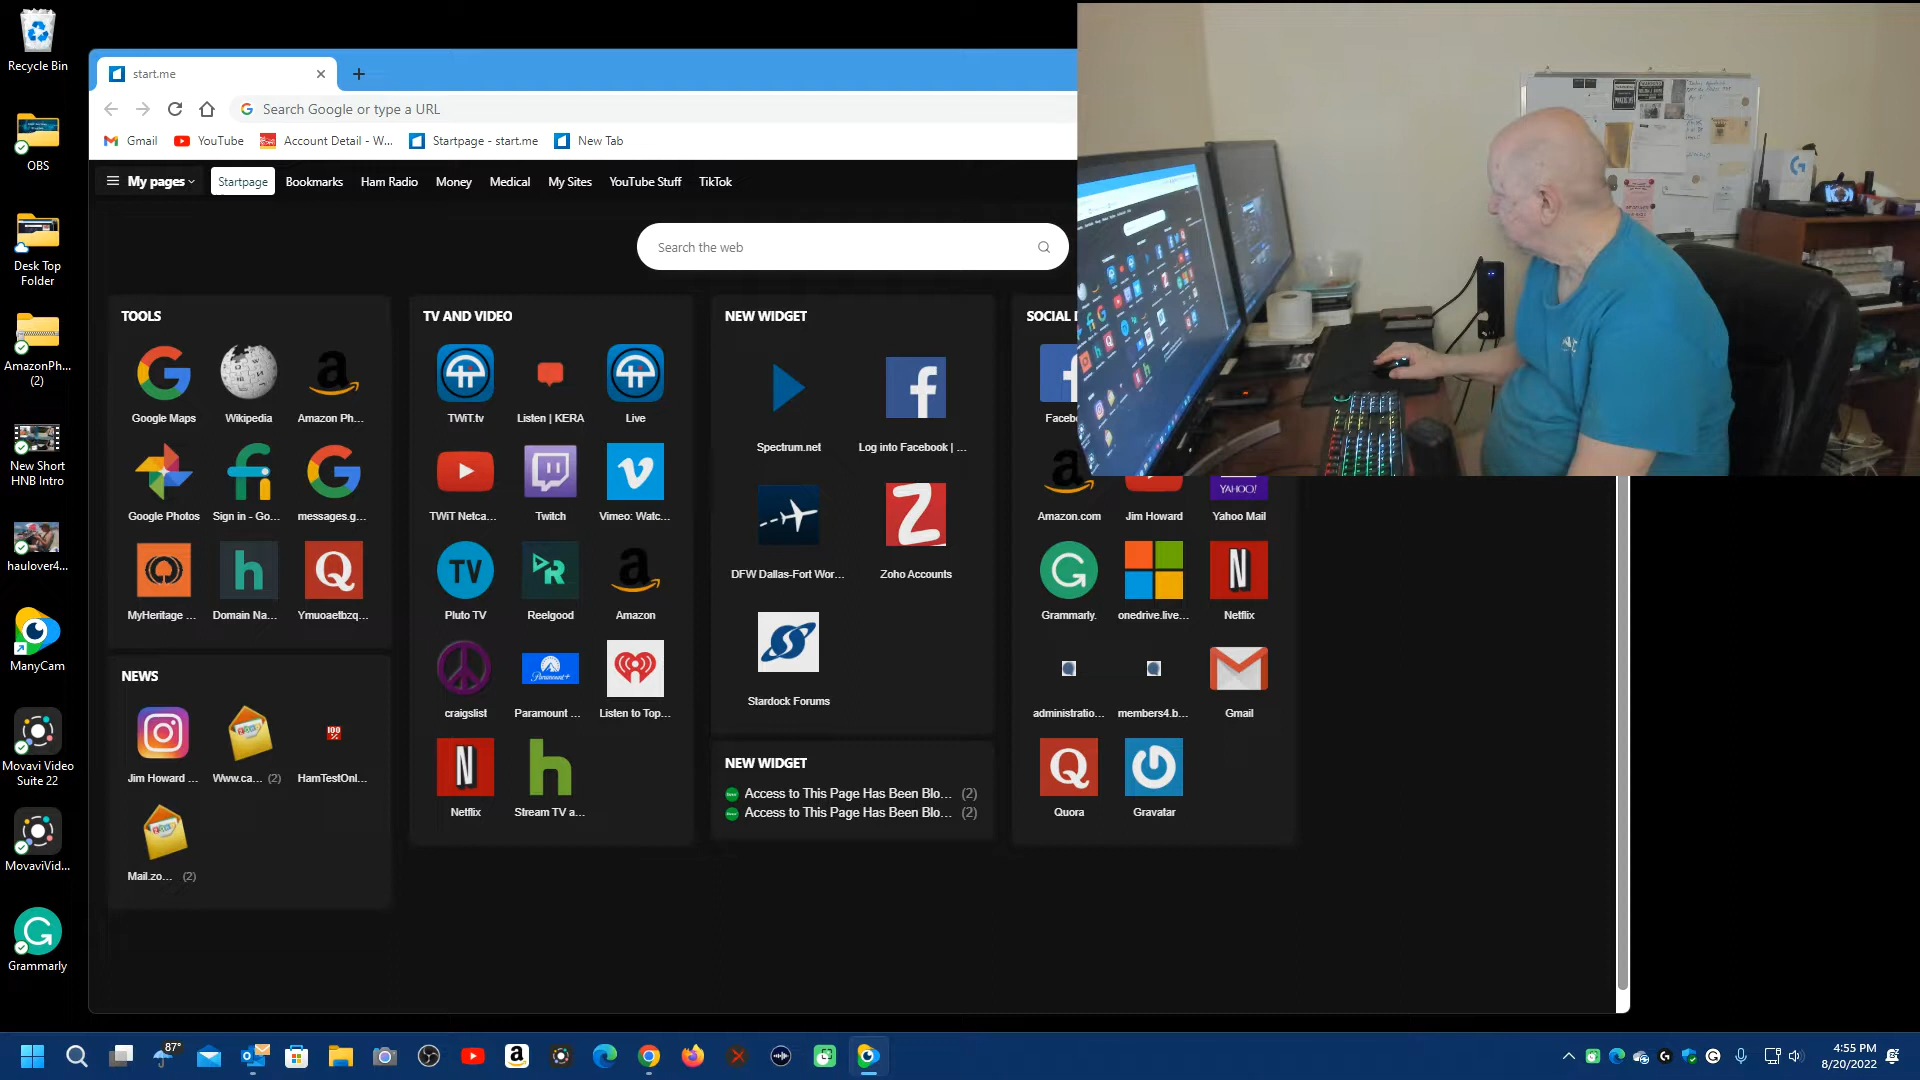 Recycle Bin
OBS
Desk Top
Folder
AmazonPh...
(2)
New Short
HNB Intro
haulover4...
ManyCam
Movavi Video
Suite 22
MovaviVid...
Grammarly
start.me
Search Google or type a URL
Gmail
YouTube
Account Detail - W...
Startpage - start.me
New Tab
My pages
Startpage
Bookmarks
Ham Radio
Money
Medical
My Sites
YouTube Stuff
TikTok
Search the web
TOOLS
Google Maps
Wikipedia
Amazon Ph...
Google Photos
Sign in - Go...
messages.g...
MyHeritage ...
Domain Na...
Ymuoaetbzq...
NEWS
Jim Howard ...
Www.ca... (2)
HamTestOnl...
Mail.zo... (2)
TV AND VIDEO
TWiT.tv
Listen | KERA
Live
TWiT Netca...
Twitch
Vimeo: Watc...
TV
Pluto TV
Reelgood
Amazon
craigslist
Paramount ...
Listen to Top...
Netflix
Stream TV a...
NEW WIDGET
Spectrum.net
Log into Facebook | ...
DFW Dallas-Fort Wor...
Zoho Accounts
Stardock Forums
NEW WIDGET
Access to This Page Has Been Blo... (2)
Access to This Page Has Been Blo... (2)
SOCIAL
Faceb
YAHOO!
Amazon.com
Jim Howard
Yahoo Mail
Grammarly.
onedrive.live...
Netflix
administratio...
members4.b...
Gmail
Quora
Gravatar
87°
4:55 PM
8/20/2022